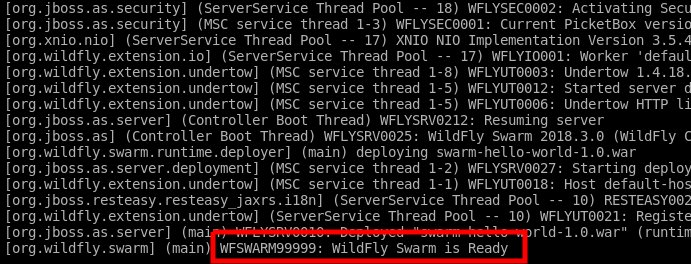 [org.jboss.as.security] (ServerService Thread Pool -- 18) WFLYSEC0002: Activating Secu
[org.jboss.as.security] (MSC service thread 1-3) WFLYSEC0001: Current PicketBox versio
[org.xnio.nio] (ServerService Thread Pool -- 17) XNIO NIO Implementation Version 3.5.4
[org.wildfly.extension.io] (ServerService Thread Pool -- 17) WFLYIO001: Worker 'defaul
[org.wildfly.extension.undertow] (MSC service thread 1-8) WFLYUT0003: Undertow 1.4.18.
[org.wildfly.extension.undertow] (MSC service thread 1-5) WFLYUT0012: Started server d
[org.wildfly.extension.undertow] (MSC service thread 1-5) WFLYUT0006: Undertow HTTP li
[org.jboss.as.server] (Controller Boot Thread) WFLYSRV0212: Resuming server
[org.jboss.as] (Controller Boot Thread) WFLYSRV0025: WildFly Swarm 2018.3.0 (WildFly C
[org.wildfly.swarm.runtime.deployer] (main) deploying swarm-hello-world-1.0.war
[org.jboss.as.server.deployment] (MSC service thread 1-2) WFLYSRV0027: Starting deploy
[org.wildfly.extension.undertow] (MSC service thread 1-1) WFLYUT0018: Host default-hos
[org.jboss.resteasy.resteasy_jaxrs.i18n] (ServerService Thread Pool -- 10) RESTEASY002
[org.wildfly.extension.undertow] (ServerService Thread Pool -- 10) WFLYUT0021: Registe
[org.jboss.as.server] (main) WFLYSRV0010: Deployed "swarm-hello-world-1.0.war" (runtim
[org.wildfly.swarm] (main) WFSWARM99999: WildFly Swarm is Ready